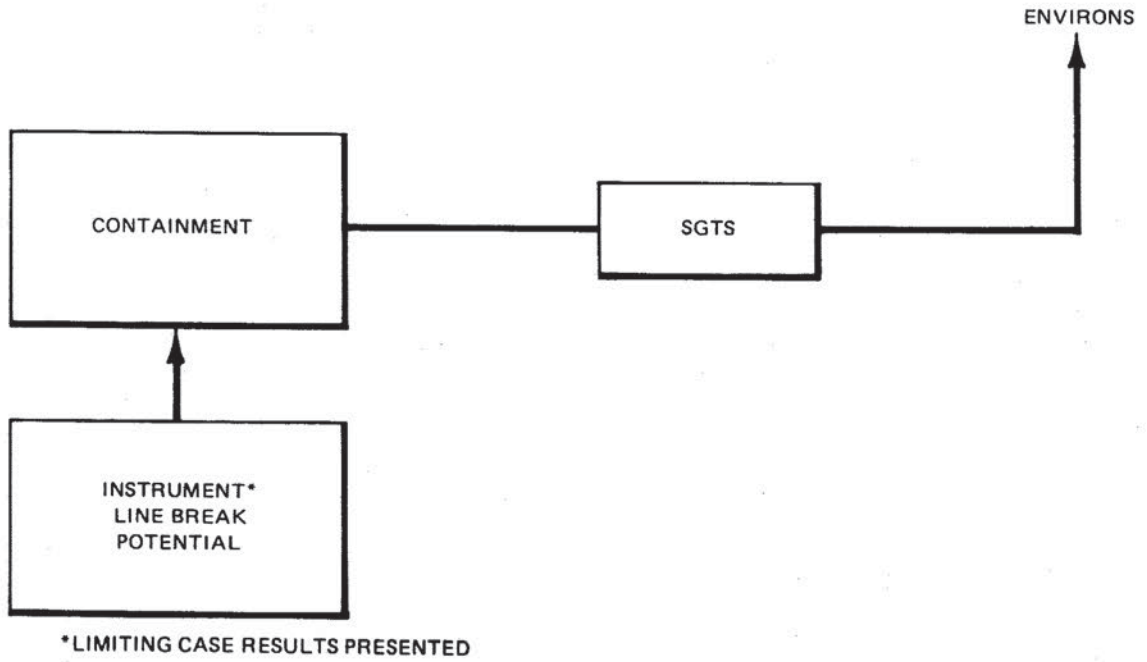 ENVIRONS
CONTAINMENT
SGTS
INSTRUMENT*
LINE BREAK
POTENTIAL
*LIMITING CASE RESULTS PRESENTED